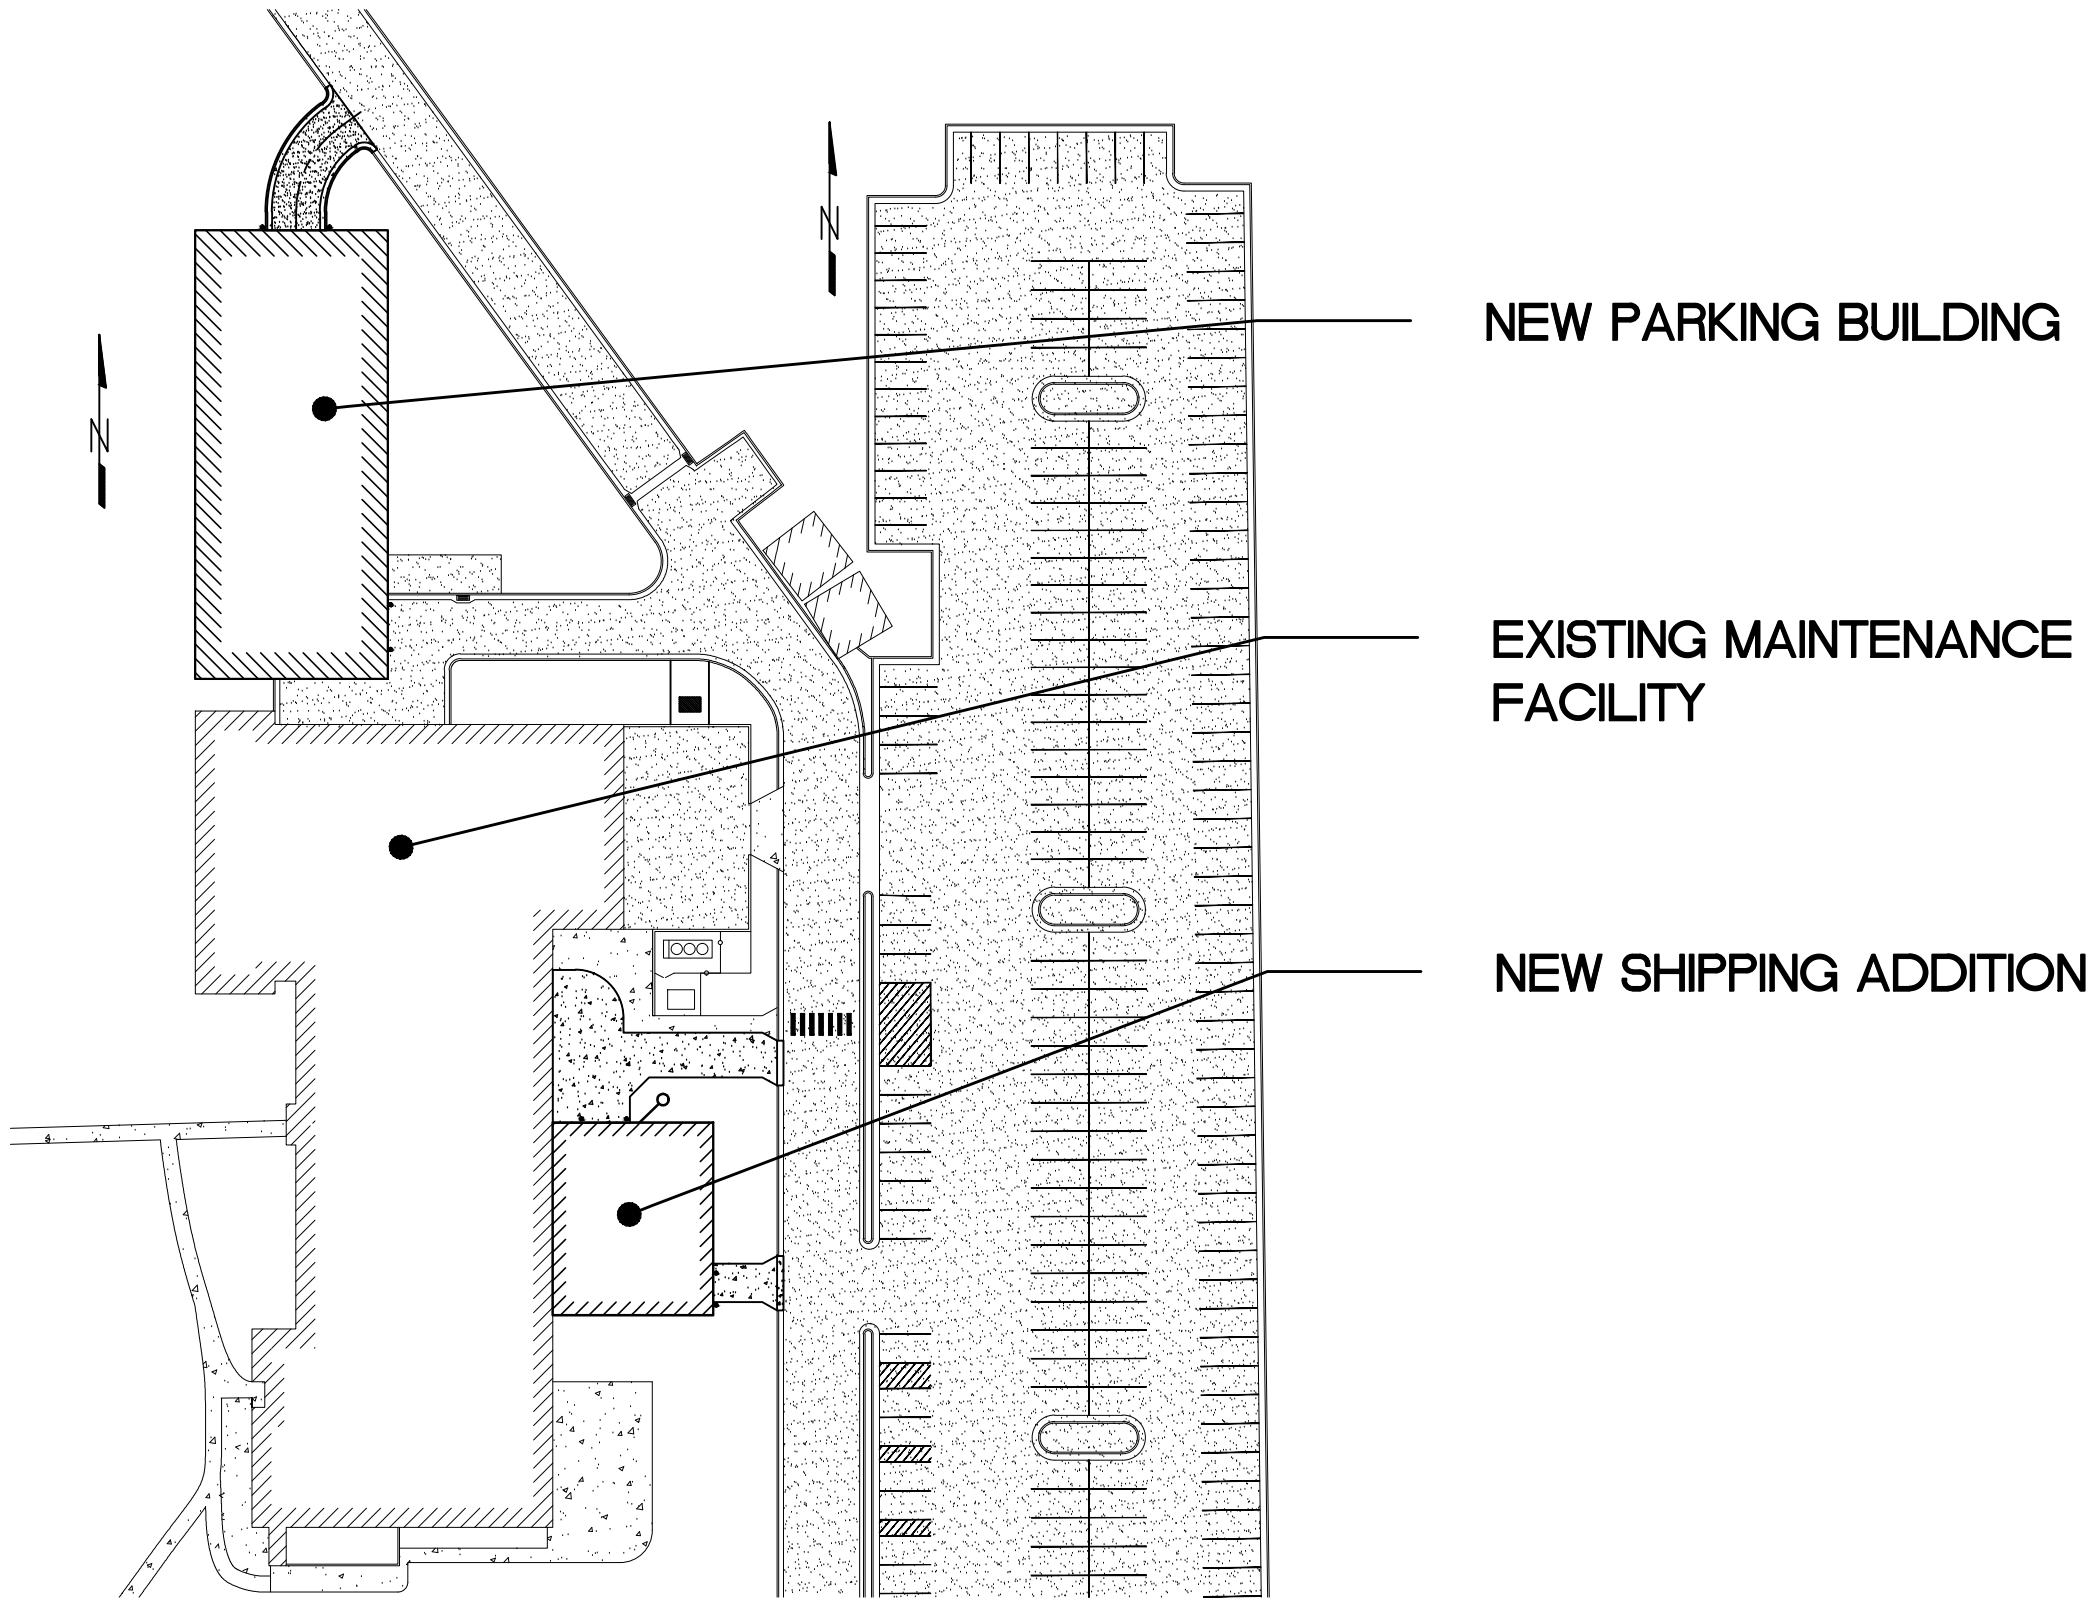 N
NEW PARKING BUILDING
N
EXISTING MAINTENANCE
FACILITY
NEW SHIPPING ADDITION